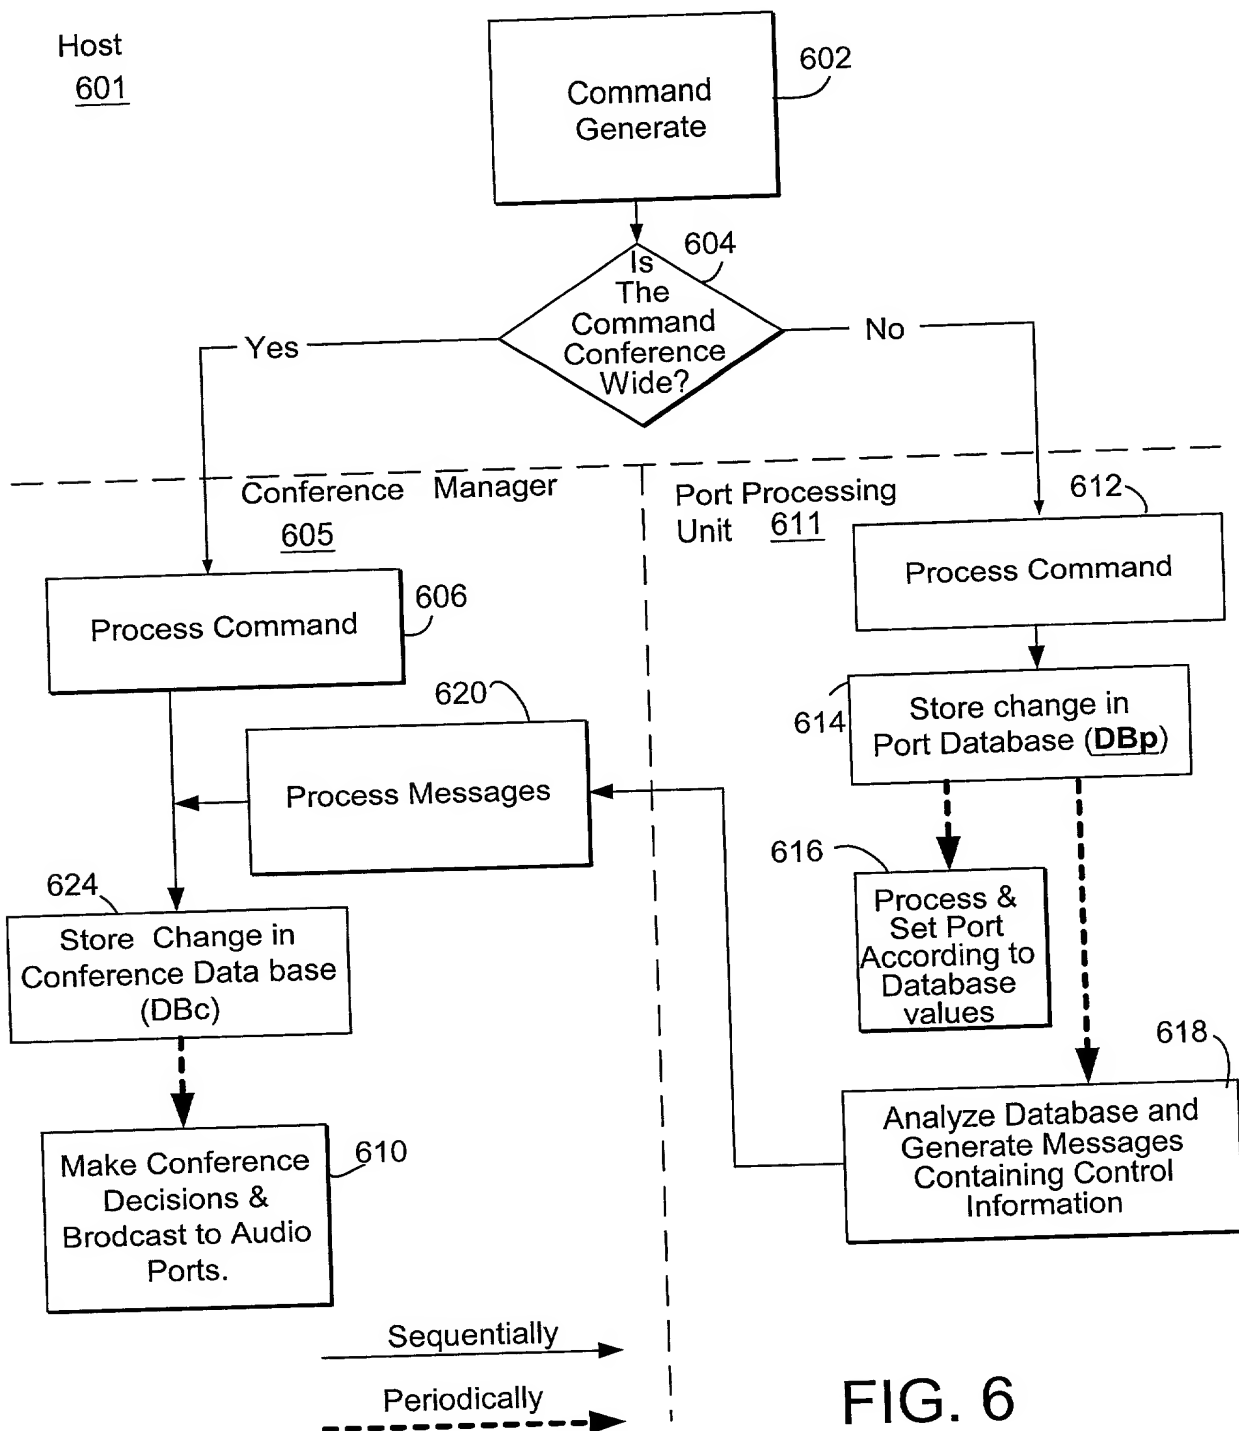 Host
601
602
Command
Generate
604
Is
The
Command
Conference
Wide?
Yes
No
Conference Manager
605
Port Processing
Unit 611
612
Process Command
606
Process Command
620
Process Messages
614
Store change in
Port Database (DBp)
616
Process &
Set Port
According to
Database
values
624
Store Change in
Conference Data base
(DBc)
618
Analyze Database and
Generate Messages
Containing Control
Information
610
Make Conference
Decisions &
Brodcast to Audio
Ports.
Sequentially
Periodically
FIG. 6